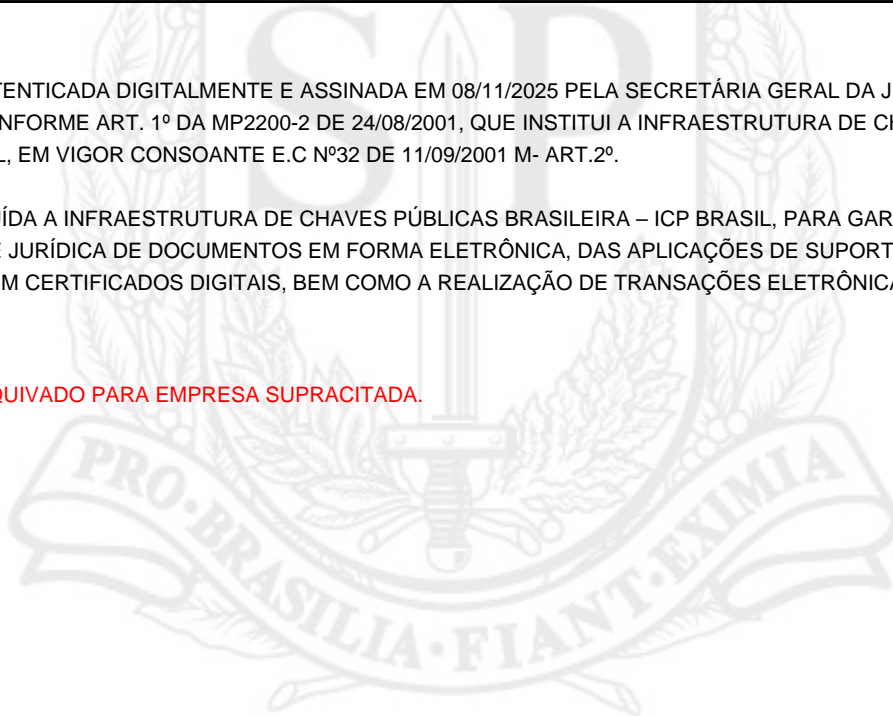 TENTICADA DIGITALMENTE E ASSINADA EM 08/11/2025 PELA SECRETÁRIA GERAL DA J
NFORME ART. 1º DA MP2200-2 DE 24/08/2001, QUE INSTITUI A INFRAESTRUTURA DE CH
L, EM VIGOR CONSOANTE E.C Nº32 DE 11/09/2001 M- ART.2º.
UÍDA A INFRAESTRUTURA DE CHAVES PÚBLICAS BRASILEIRA – ICP BRASIL, PARA GAR
E JURÍDICA DE DOCUMENTOS EM FORMA ELETRÔNICA, DAS APLICAÇÕES DE SUPORT
M CERTIFICADOS DIGITAIS, BEM COMO A REALIZAÇÃO DE TRANSAÇÕES ELETRÔNICA
QUIVADO PARA EMPRESA SUPRACITADA.
SP
PRO•BRASILIA•FIANT•EXIMIA